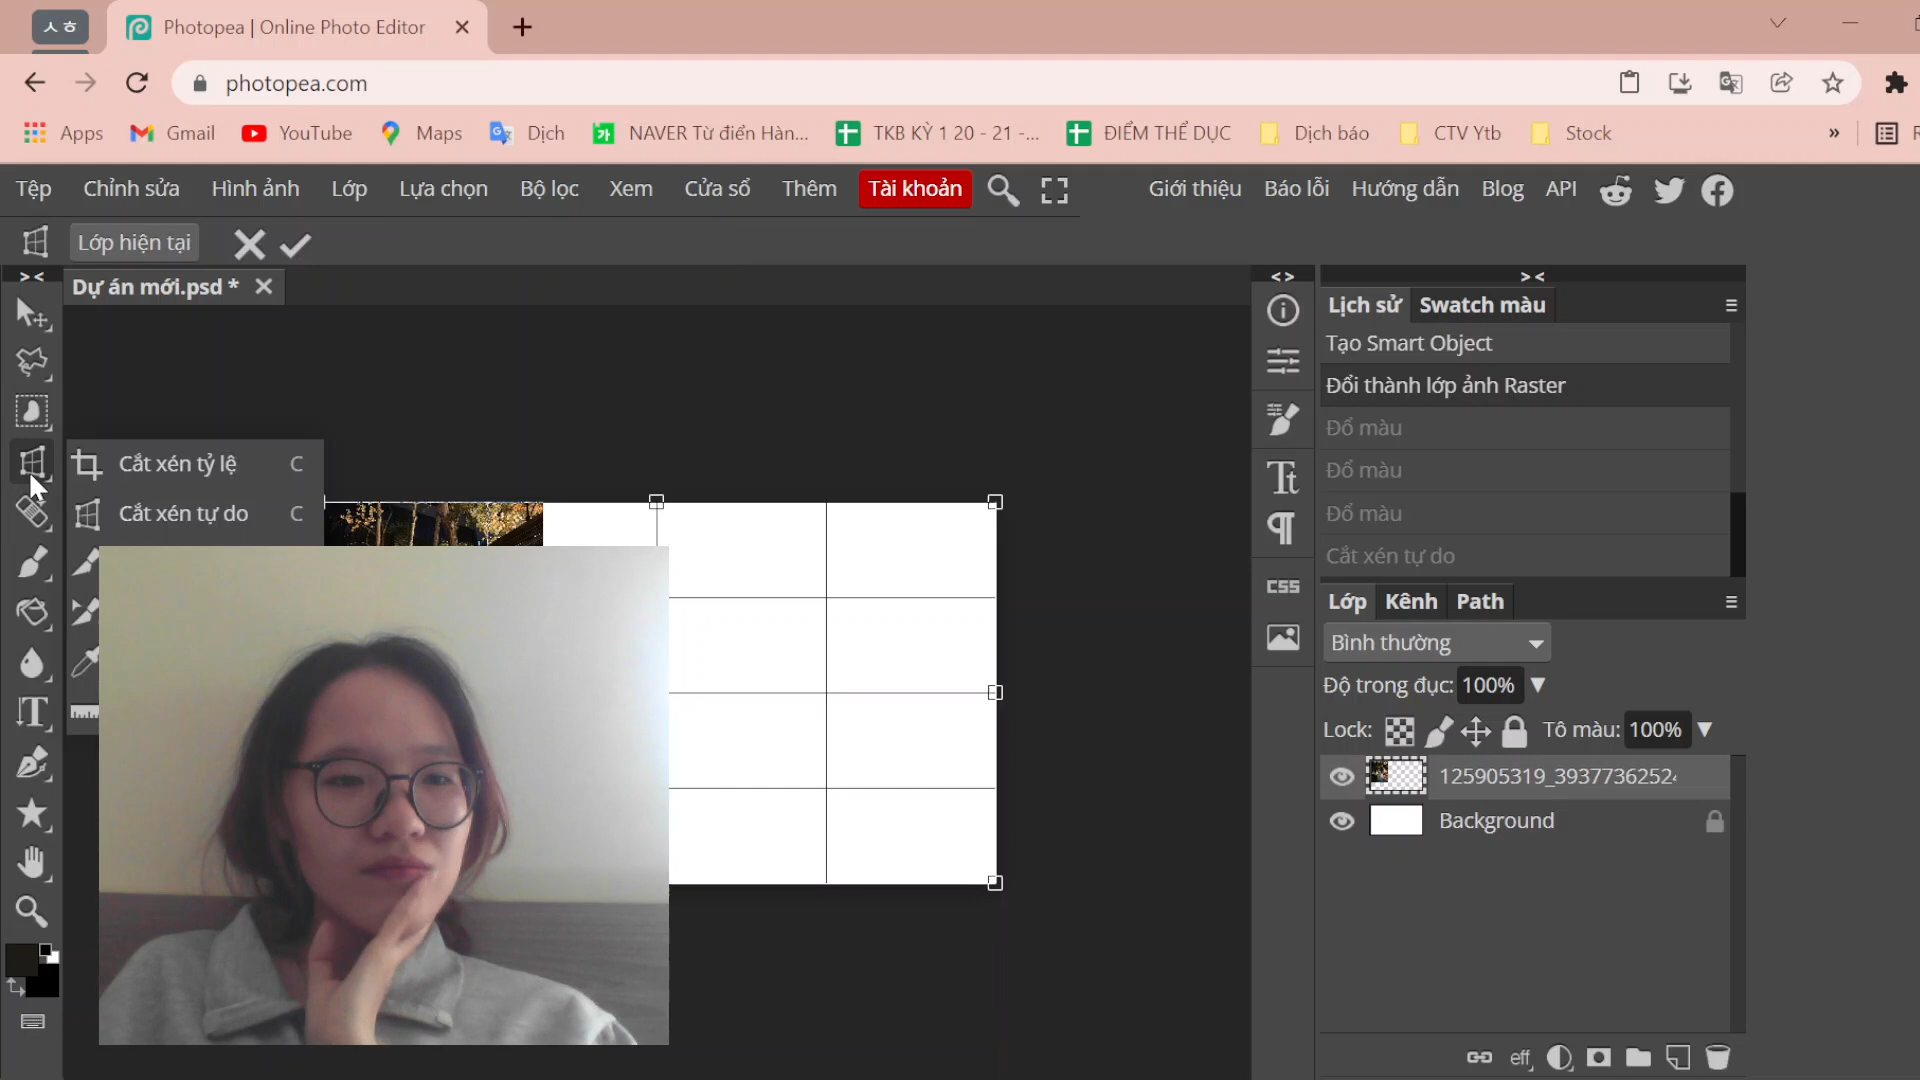 ㅅㅎ
Photopea | Online Photo Editor
photopea.com
Apps
Gmail
YouTube
Maps
Dịch
NAVER Từ điển Hàn...
TKB KỲ 1 20 - 21 -...
ĐIỂM THỂ DỤC
Dịch báo
CTV Ytb
Stock
»
Tệp
Chỉnh sửa
Hình ảnh
Lớp
Lựa chọn
Bộ lọc
Xem
Cửa sổ
Thêm
Tài khoản
Giới thiệu
Báo lỗi
Hướng dẫn
Blog
API
Lớp hiện tại
> <
Dự án mới.psd *
< >
> <
Lịch sử
Swatch màu
Tạo Smart Object
Đổi thành lớp ảnh Raster
Đổ màu
Đổ màu
Đổ màu
Cắt xén tự do
Cắt xén tỷ lệ C
Cắt xén tự do C
CSS
Lớp
Kênh
Path
Bình thường
Độ trong đục: 100%
Lock:
Tô màu: 100%
125905319_3937736252
Background
eff